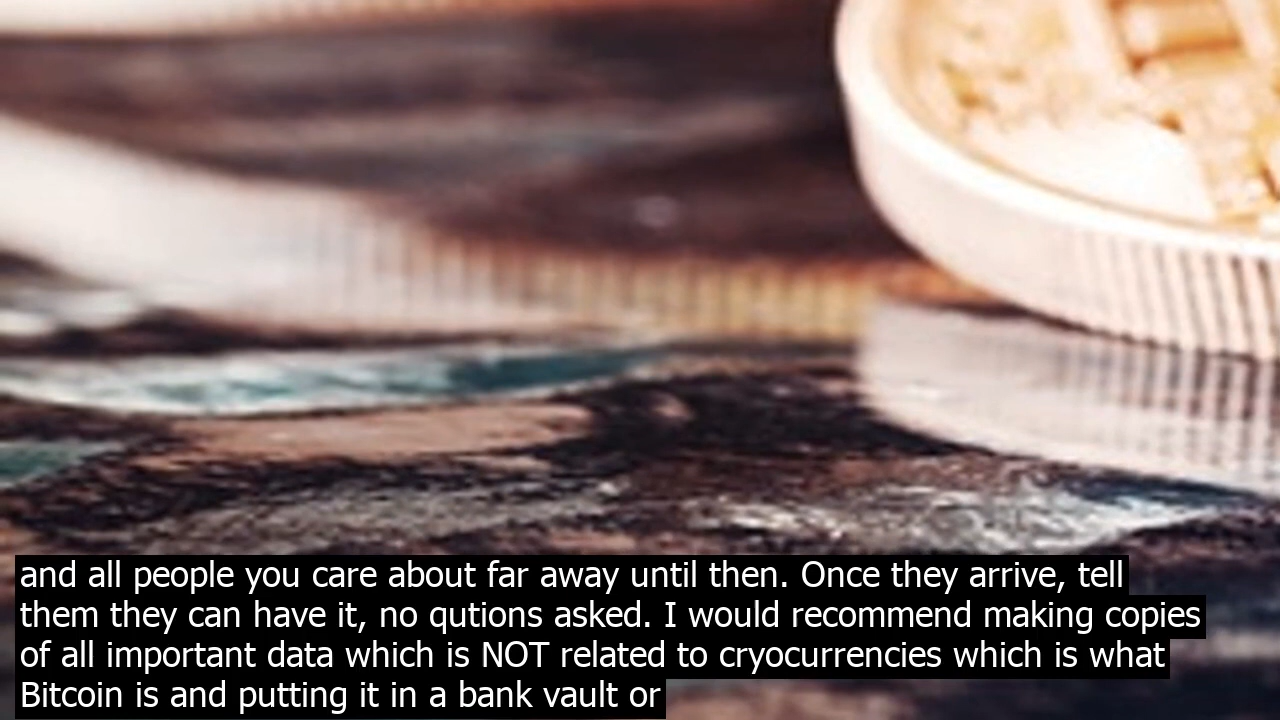 and all people you care about far away until then. Once they arrive, tell
them they can have it, no qutions asked. I would recommend making copies
of all important data which is NOT related to cryocurrencies which is what
Bitcoin is and putting it in a bank vault or